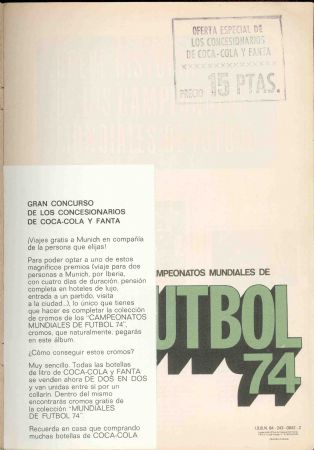 OFERTA ESPECIAL DE
LOS CONCESIONARIOS
DE COCA-COLA Y FANTA
PRECIO 15 PTAS.
GRAN CONCURSO
DE LOS CONCESIONARIOS
DE COCA-COLA Y FANTA
¡Viajes gratis a Munich en compañía
de la persona que elijas!
Para poder optar a uno de estos
magníficos premios (viaje para dos
personas a Munich, por Iberia,
con cuatro días de duración, pensión
completa en hoteles de lujo,
entrada a un partido, visita
a la ciudad...), lo único que tienes
que hacer es completar la colección
de cromos de los "CAMPEONATOS
MUNDIALES DE FUTBOL 74",
cromos, que naturalmente, pegarás
en este álbum.
¿Cómo conseguir estos cromos?
Muy sencillo. Todas las botellas
de litro de COCA-COLA y FANTA
se venden ahora DE DOS EN DOS
y van unidas entre sí por un
collarín. Dentro del mismo
encontrarás cromos gratis de
la colección "MUNDIALES
DE FUTBOL 74".
Recuerda en casa que comprando
muchas botellas de COCA-COLA
MPEONATOS MUNDIALES DE
UTBOL
74